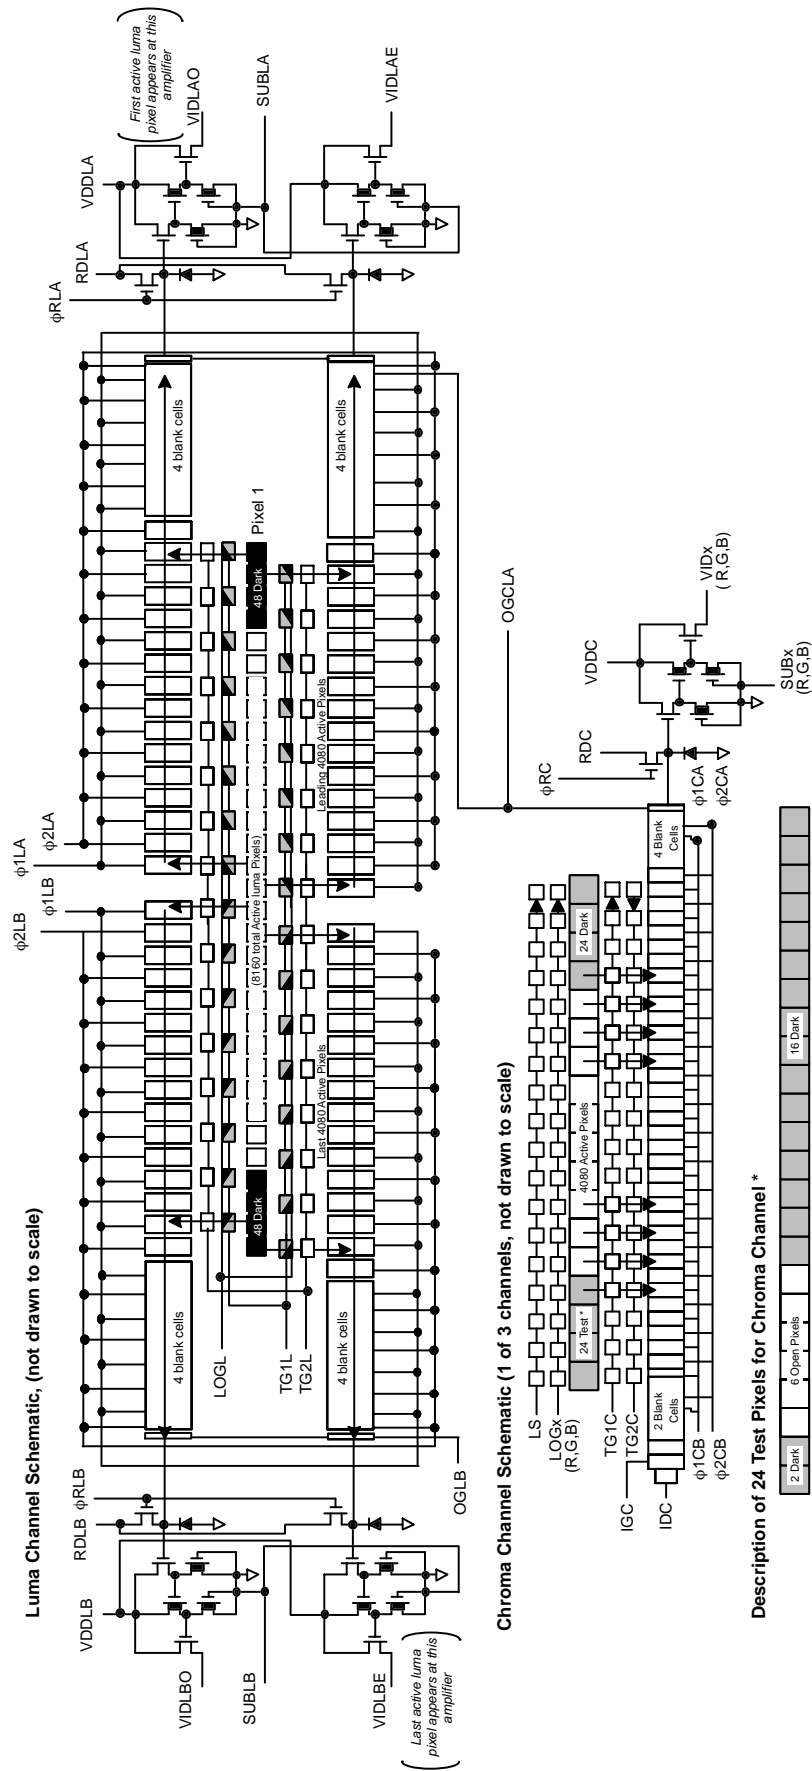 Luma Channel Schematic, (not drawn to scale)
VDDLB
RDLB
ϕRLB
VIDLBO
SUBLB
VIDLBE
Last active luma
pixel appears at this
amplifier
OGLB
4 blank cells
4 blank cells
LOGL
TG1L
TG2L
48 Dark
Last 4080 Active Pixels
(8160 total Active luma Pixels)
Leading 4080 Active Pixels
48 Dark
Pixel 1
ϕ2LB
ϕ1LB
ϕ1LA
ϕ2LA
4 blank cells
4 blank cells
ϕRLA
RDLA
VDDLA
First active luma
pixel appears at this
amplifier
VIDLAO
SUBLA
VIDLAE
OGCLA
Chroma Channel Schematic (1 of 3 channels, not drawn to scale)
LS
LOGx
(R,G,B)
24 Test *
4080 Active Pixels
24 Dark
TG1C
TG2C
IGC
IDC
2 Blank
Cells
4 Blank
Cells
ϕ1CB
ϕ2CB
ϕ1CA
ϕ2CA
ϕRC
RDC
VDDC
VIDx
( R,G,B)
SUBx
(R,G,B)
Description of 24 Test Pixels for Chroma Channel *
2 Dark
6 Open Pixels
16 Dark